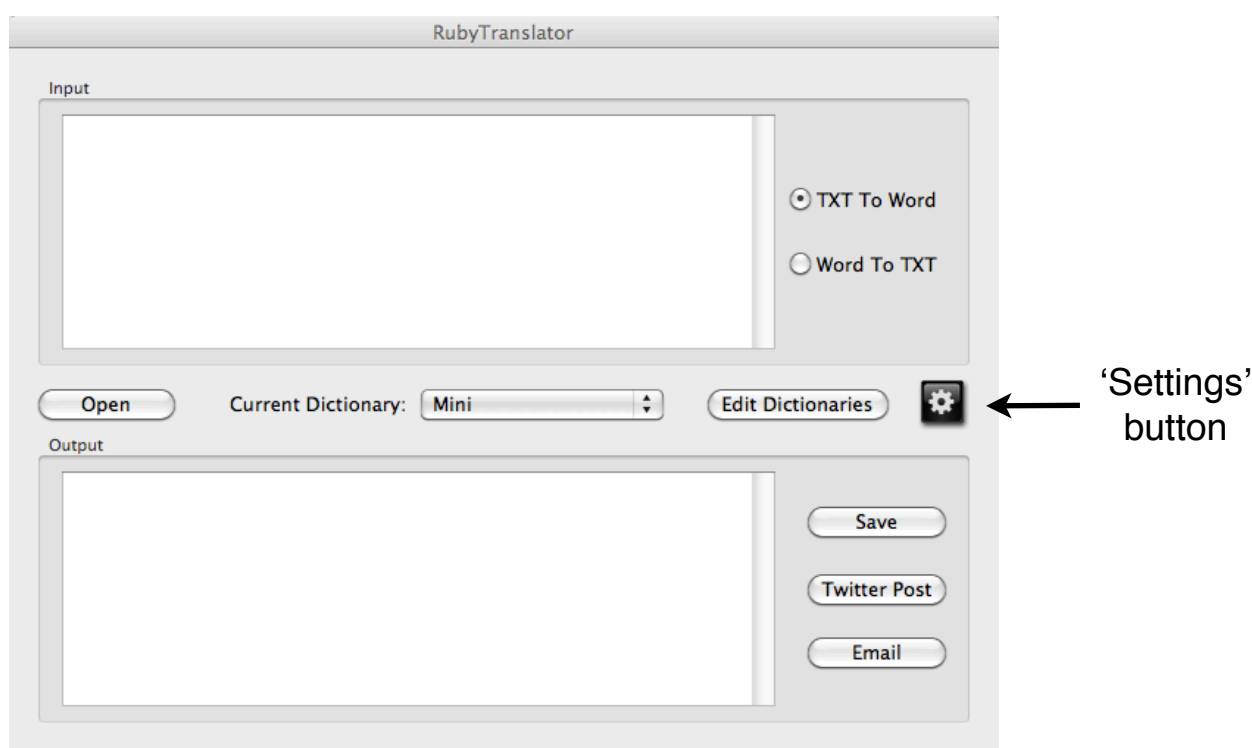 RubyTranslator
Input
TXT To Word
Word To TXT
Open
Current Dictionary:
Mini
Edit Dictionaries
‘Settings’
button
Output
Save
Twitter Post
Email